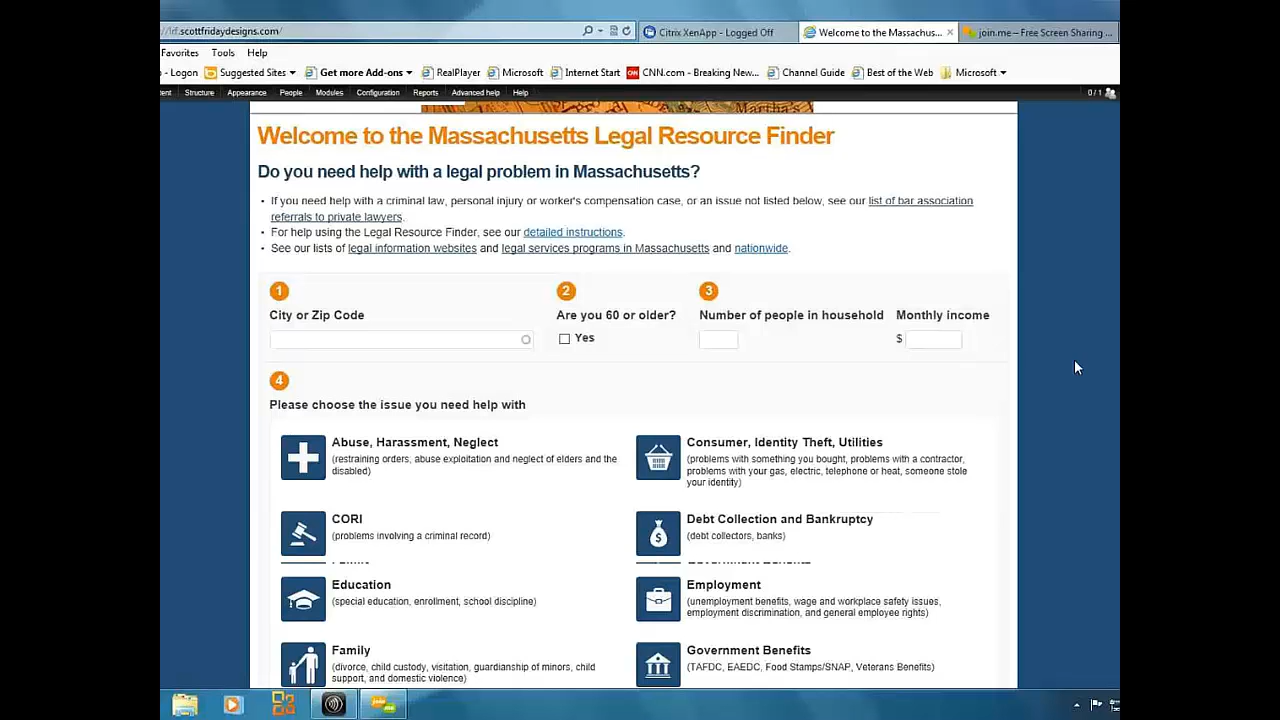 /lrf.scottfridaydesigns.com/
Citrix XenApp - Logged Off
Welcome to the Massachus...
join.me – Free Screen Sharing ...
Favorites Tools Help
- Logon Suggested Sites Get more Add-ons RealPlayer Microsoft Internet Start CNN.com - Breaking New... Channel Guide Best of the Web Microsoft
Structure Appearance People Modules Configuration Reports Advanced help Help 0 / 1
Welcome to the Massachusetts Legal Resource Finder
Do you need help with a legal problem in Massachusetts?
If you need help with a criminal law, personal injury or worker's compensation case, or an issue not listed below, see our list of bar association
referrals to private lawyers.
For help using the Legal Resource Finder, see our detailed instructions.
See our lists of legal information websites and legal services programs in Massachusetts and nationwide.
1
City or Zip Code
2
Are you 60 or older?
Yes
3
Number of people in household
Monthly income
$
4
Please choose the issue you need help with
Abuse, Harassment, Neglect
(restraining orders, abuse exploitation and neglect of elders and the
disabled)
Consumer, Identity Theft, Utilities
(problems with something you bought, problems with a contractor,
problems with your gas, electric, telephone or heat, someone stole
your identity)
CORI
(problems involving a criminal record)
Debt Collection and Bankruptcy
(debt collectors, banks)
Education
(special education, enrollment, school discipline)
Employment
(unemployment benefits, wage and workplace safety issues,
employment discrimination, and general employee rights)
Family
(divorce, child custody, visitation, guardianship of minors, child
support, and domestic violence)
Government Benefits
(TAFDC, EAEDC, Food Stamps/SNAP, Veterans Benefits)